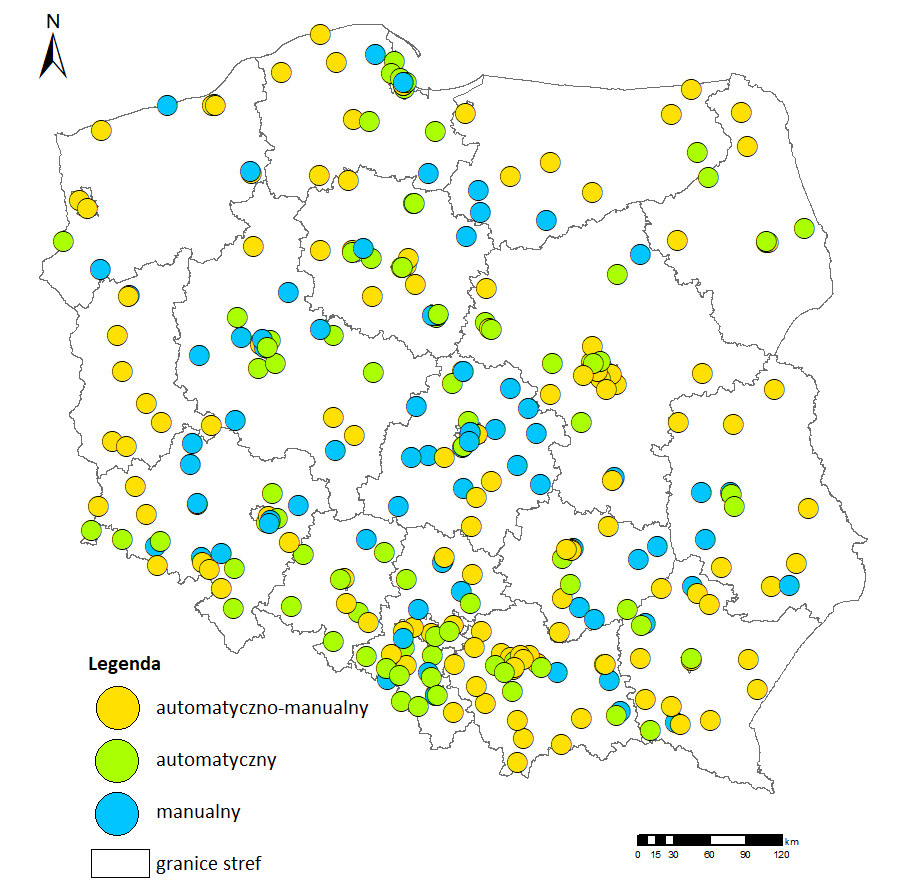 N
Legenda
automatyczno-manualny
automatyczny
manualny
granice stref
km
0 15 30 60 90 120